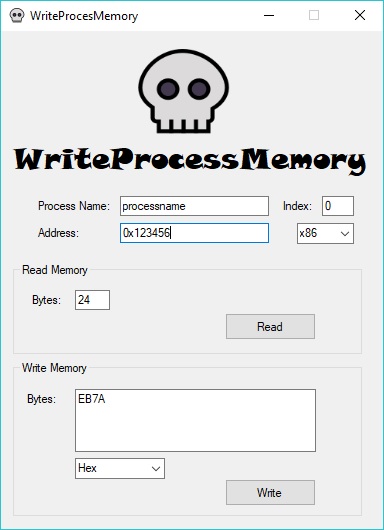 WriteProcesMemory
WriteProcessMemory
Process Name: processname Index: 0
Address: 0x123456 x86
Read Memory
Bytes: 24
Read
Write Memory
Bytes: EB7A
Hex
Write